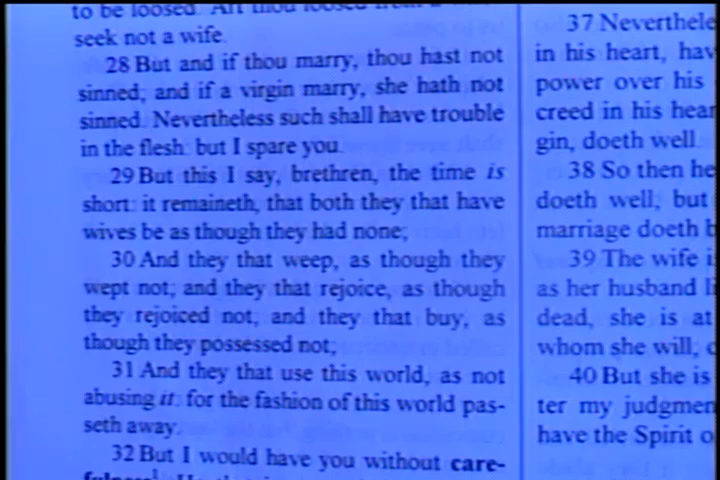 to be loosed. Art thou loosed from a
seek not a wife.
28 But and if thou marry, thou hast not
sinned; and if a virgin marry, she hath not
sinned. Nevertheless such shall have trouble
in the flesh: but I spare you.
29 But this I say, brethren, the time is
short: it remaineth, that both they that have
wives be as though they had none;
30 And they that weep, as though they
wept not; and they that rejoice, as though
they rejoiced not; and they that buy, as
though they possessed not;
31 And they that use this world, as not
abusing it: for the fashion of this world pas-
seth away.
32 But I would have you without care-
37 Neverthele
in his heart, hav
power over his
creed in his hear
gin, doeth well.
38 So then he
doeth well; but
marriage doeth b
39 The wife i
as her husband li
dead, she is at
whom she will; o
40 But she is
ter my judgmen
have the Spirit o